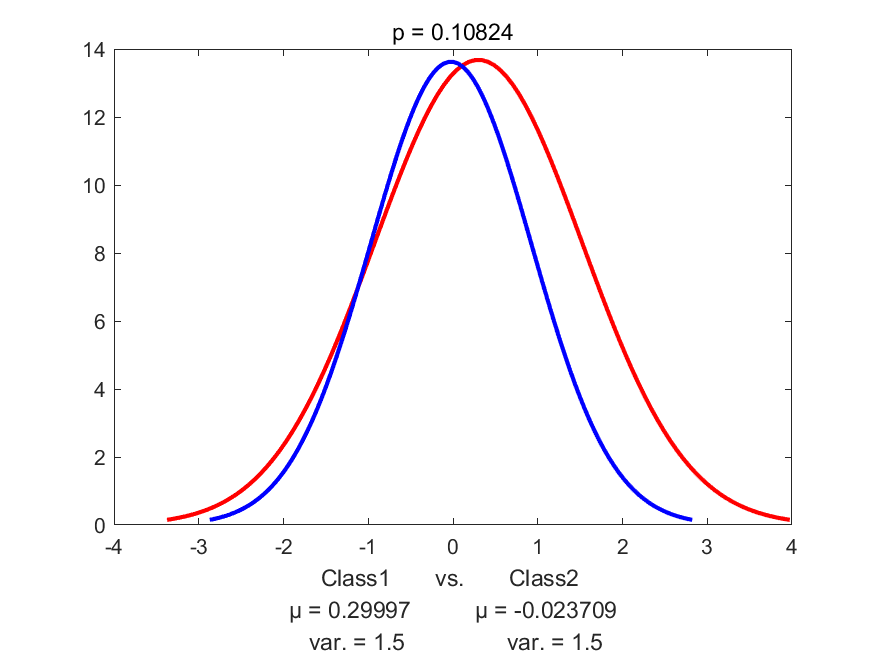 p = 0.10824
14
12
10
8
6
4
2
0
-4 -3 -2 -1 0 1 2 3 4
Class1 vs. Class2
μ = 0.29997 μ = -0.023709
var. = 1.5 var. = 1.5